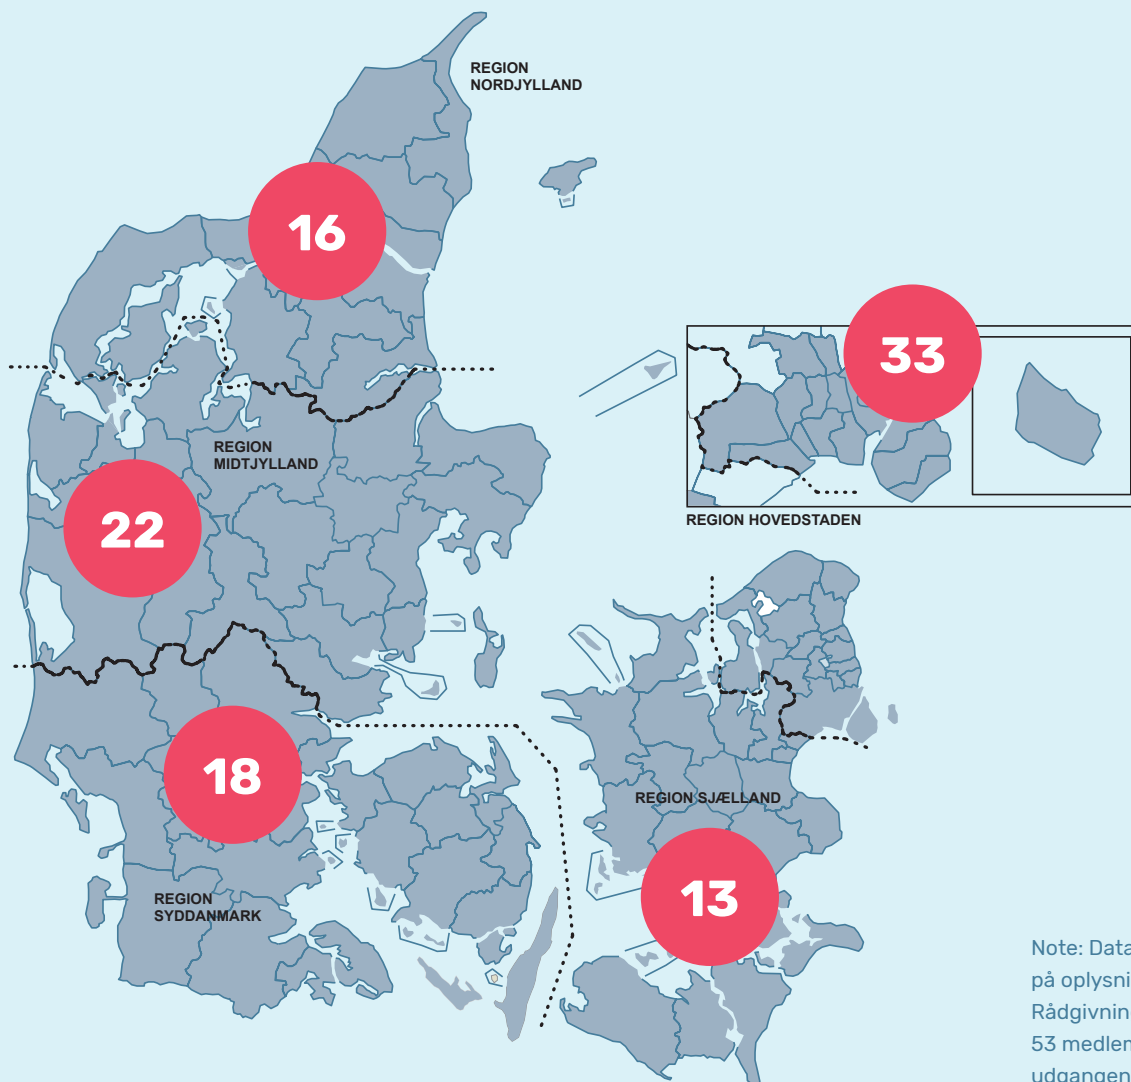 REGION
NORDJYLLAND
16
33
REGION
MIDTJYLLAND
22
REGION HOVEDSTADEN
18
REGION SJÆLLAND
13
REGION
SYDDANMARK
Note: Data
på oplysni
Rådgivnin
53 medlem
udgangen